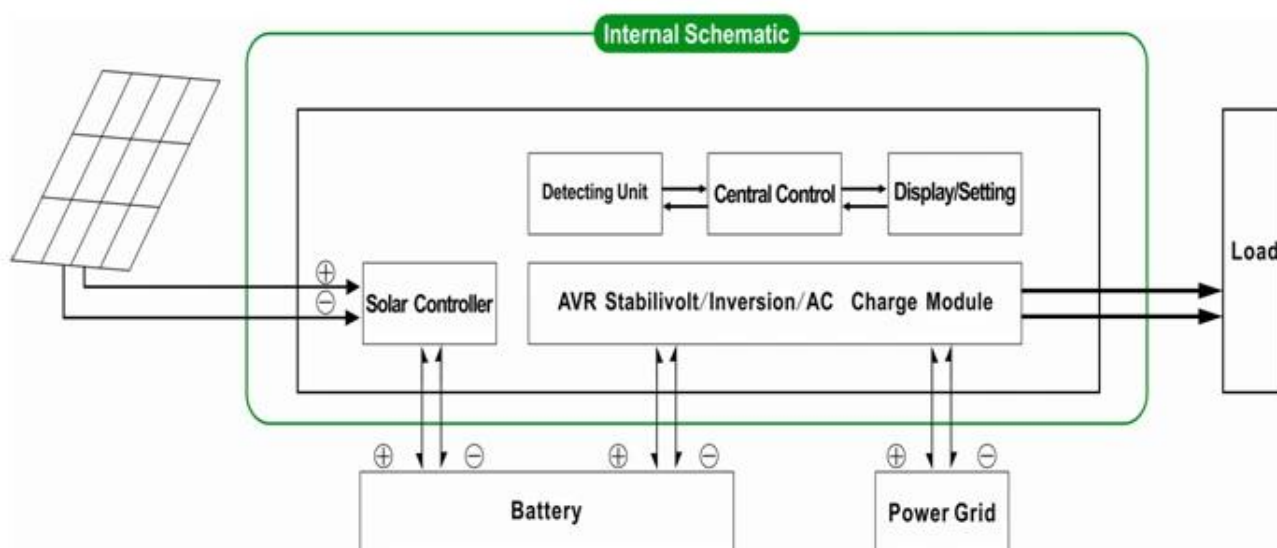 Internal Schematic
Detecting Unit
Central Control
Display/Setting
Load
⊕
⊖
Solar Controller
AVR Stabilivolt/Inversion/AC Charge Module
⊕ ⊖ ⊕ ⊖ ⊕ ⊖
Battery
Power Grid